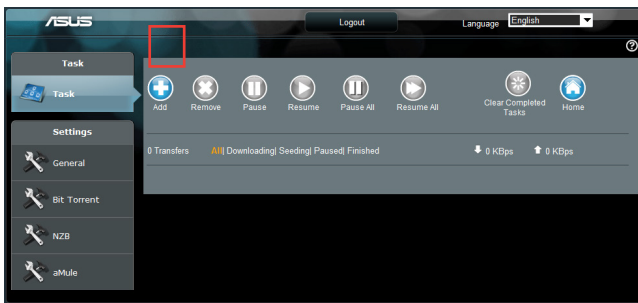 ASUS Logout Language English
Task
Task
Add Remove Pause Resume Pause All Resume All Clear Completed Tasks Home
Settings
0 Transfers All| Downloading| Seeding| Paused| Finished 0 KBps 0 KBps
General
Bit Torrent
NZB
aMule